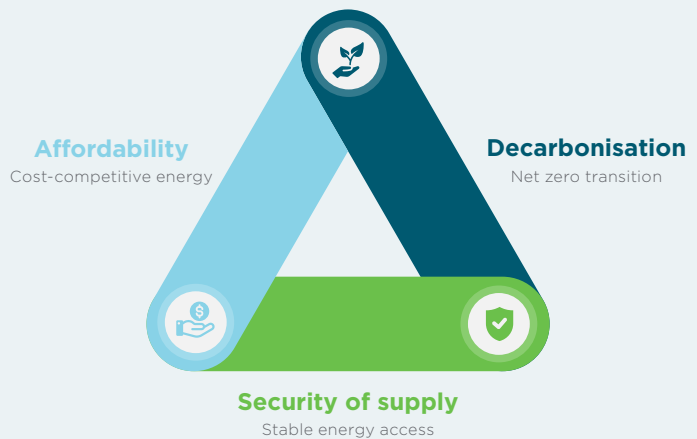 Affordability
Cost-competitive energy
Decarbonisation
Net zero transition
$
Security of supply
Stable energy access